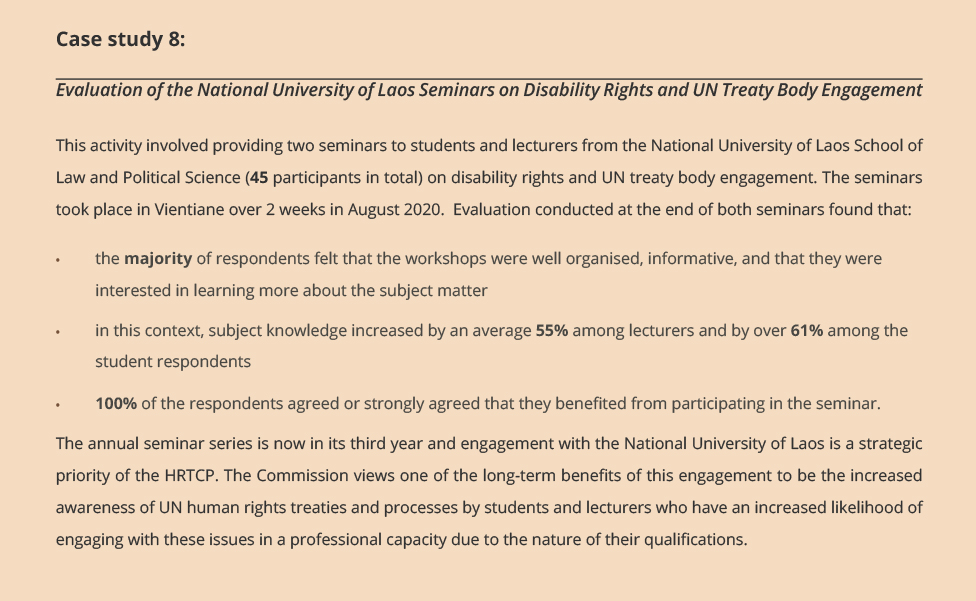 Case study 8:
Evaluation of the National University of Laos Seminars on Disability Rights and UN Treaty Body Engagement
This activity involved providing two seminars to students and lecturers from the National University of Laos School of
Law and Political Science (45 participants in total) on disability rights and UN treaty body engagement. The seminars
took place in Vientiane over 2 weeks in August 2020.  Evaluation conducted at the end of both seminars found that:
• the majority of respondents felt that the workshops were well organised, informative, and that they were
interested in learning more about the subject matter
• in this context, subject knowledge increased by an average 55% among lecturers and by over 61% among the
student respondents
• 100% of the respondents agreed or strongly agreed that they benefited from participating in the seminar.
The annual seminar series is now in its third year and engagement with the National University of Laos is a strategic
priority of the HRTCP. The Commission views one of the long-term benefits of this engagement to be the increased
awareness of UN human rights treaties and processes by students and lecturers who have an increased likelihood of
engaging with these issues in a professional capacity due to the nature of their qualifications.